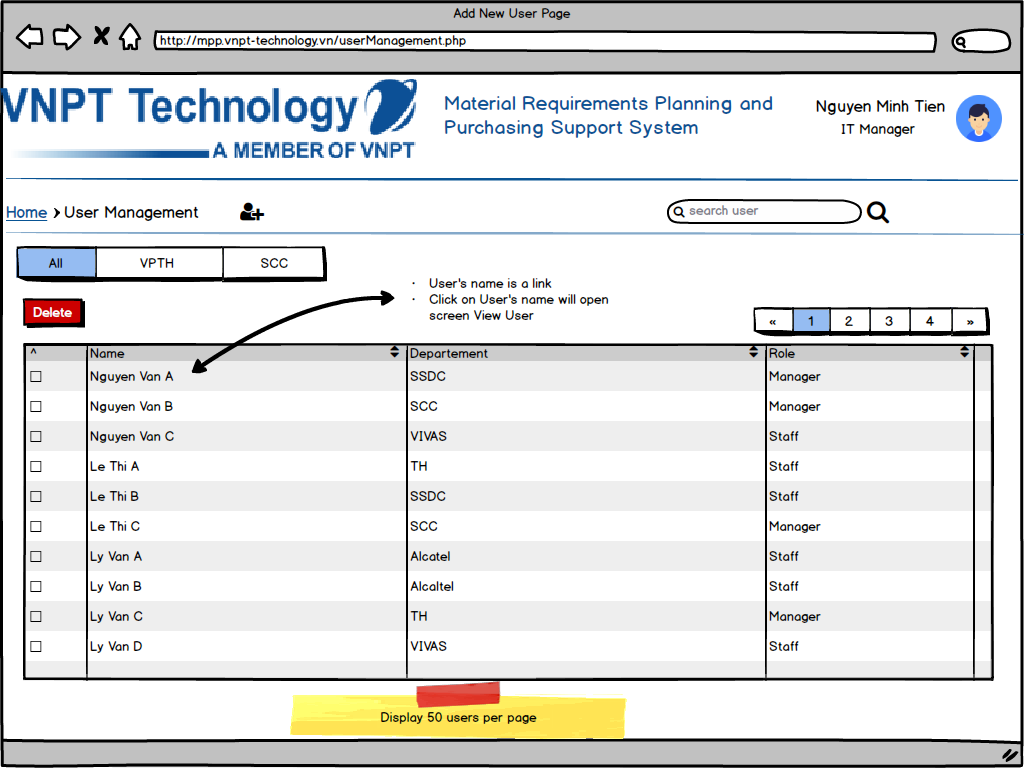 Add New User Page
http://mpp.vnpt-technology.vn/userManagement.php
VNPT Technology
A MEMBER OF VNPT
Material Requirements Planning and
Purchasing Support System
Nguyen Minh Tien
IT Manager
Home > User Management
search user
All VPTH SCC
· User's name is a link
· Click on User's name will open
screen View User
Delete
« 1 2 3 4 »
^ Name Departement Role
Nguyen Van A SSDC Manager
Nguyen Van B SCC Manager
Nguyen Van C VIVAS Staff
Le Thi A TH Staff
Le Thi B SSDC Staff
Le Thi C SCC Manager
Ly Van A Alcatel Staff
Ly Van B Alcaltel Staff
Ly Van C TH Manager
Ly Van D VIVAS Staff
Display 50 users per page